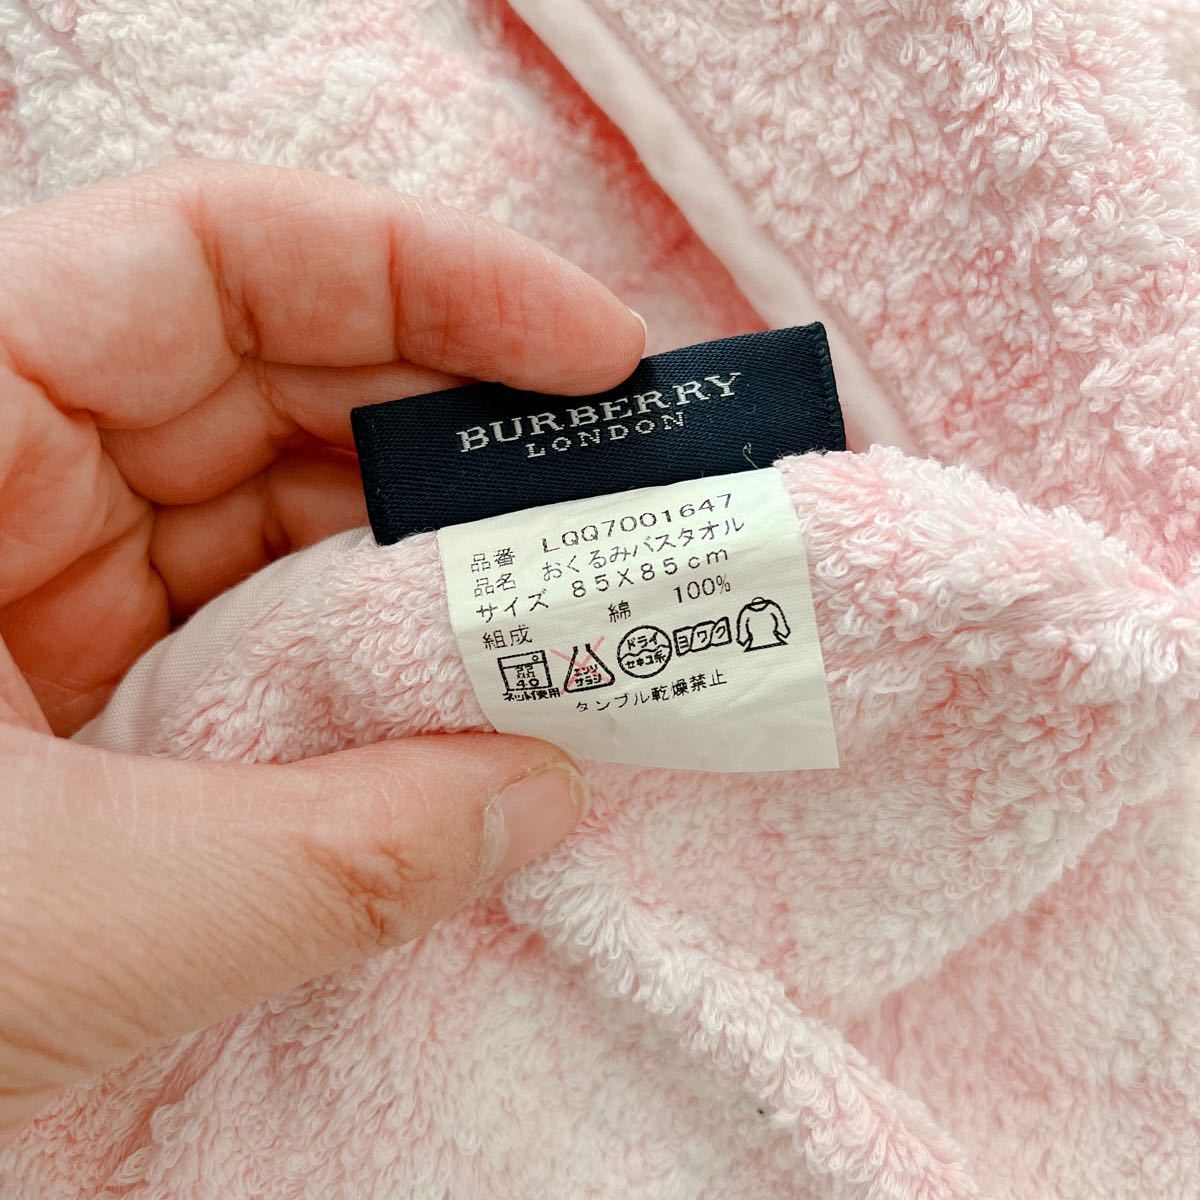 BURBERRY
LONDON
品番 LQQ7001647
品名 おくるみバスタオル
サイズ 85X85cm
組成 綿 100%
40
ネット使用
エンソ
サラシ
ドライ
セキユ系
ヨワク
タンブル乾燥禁止